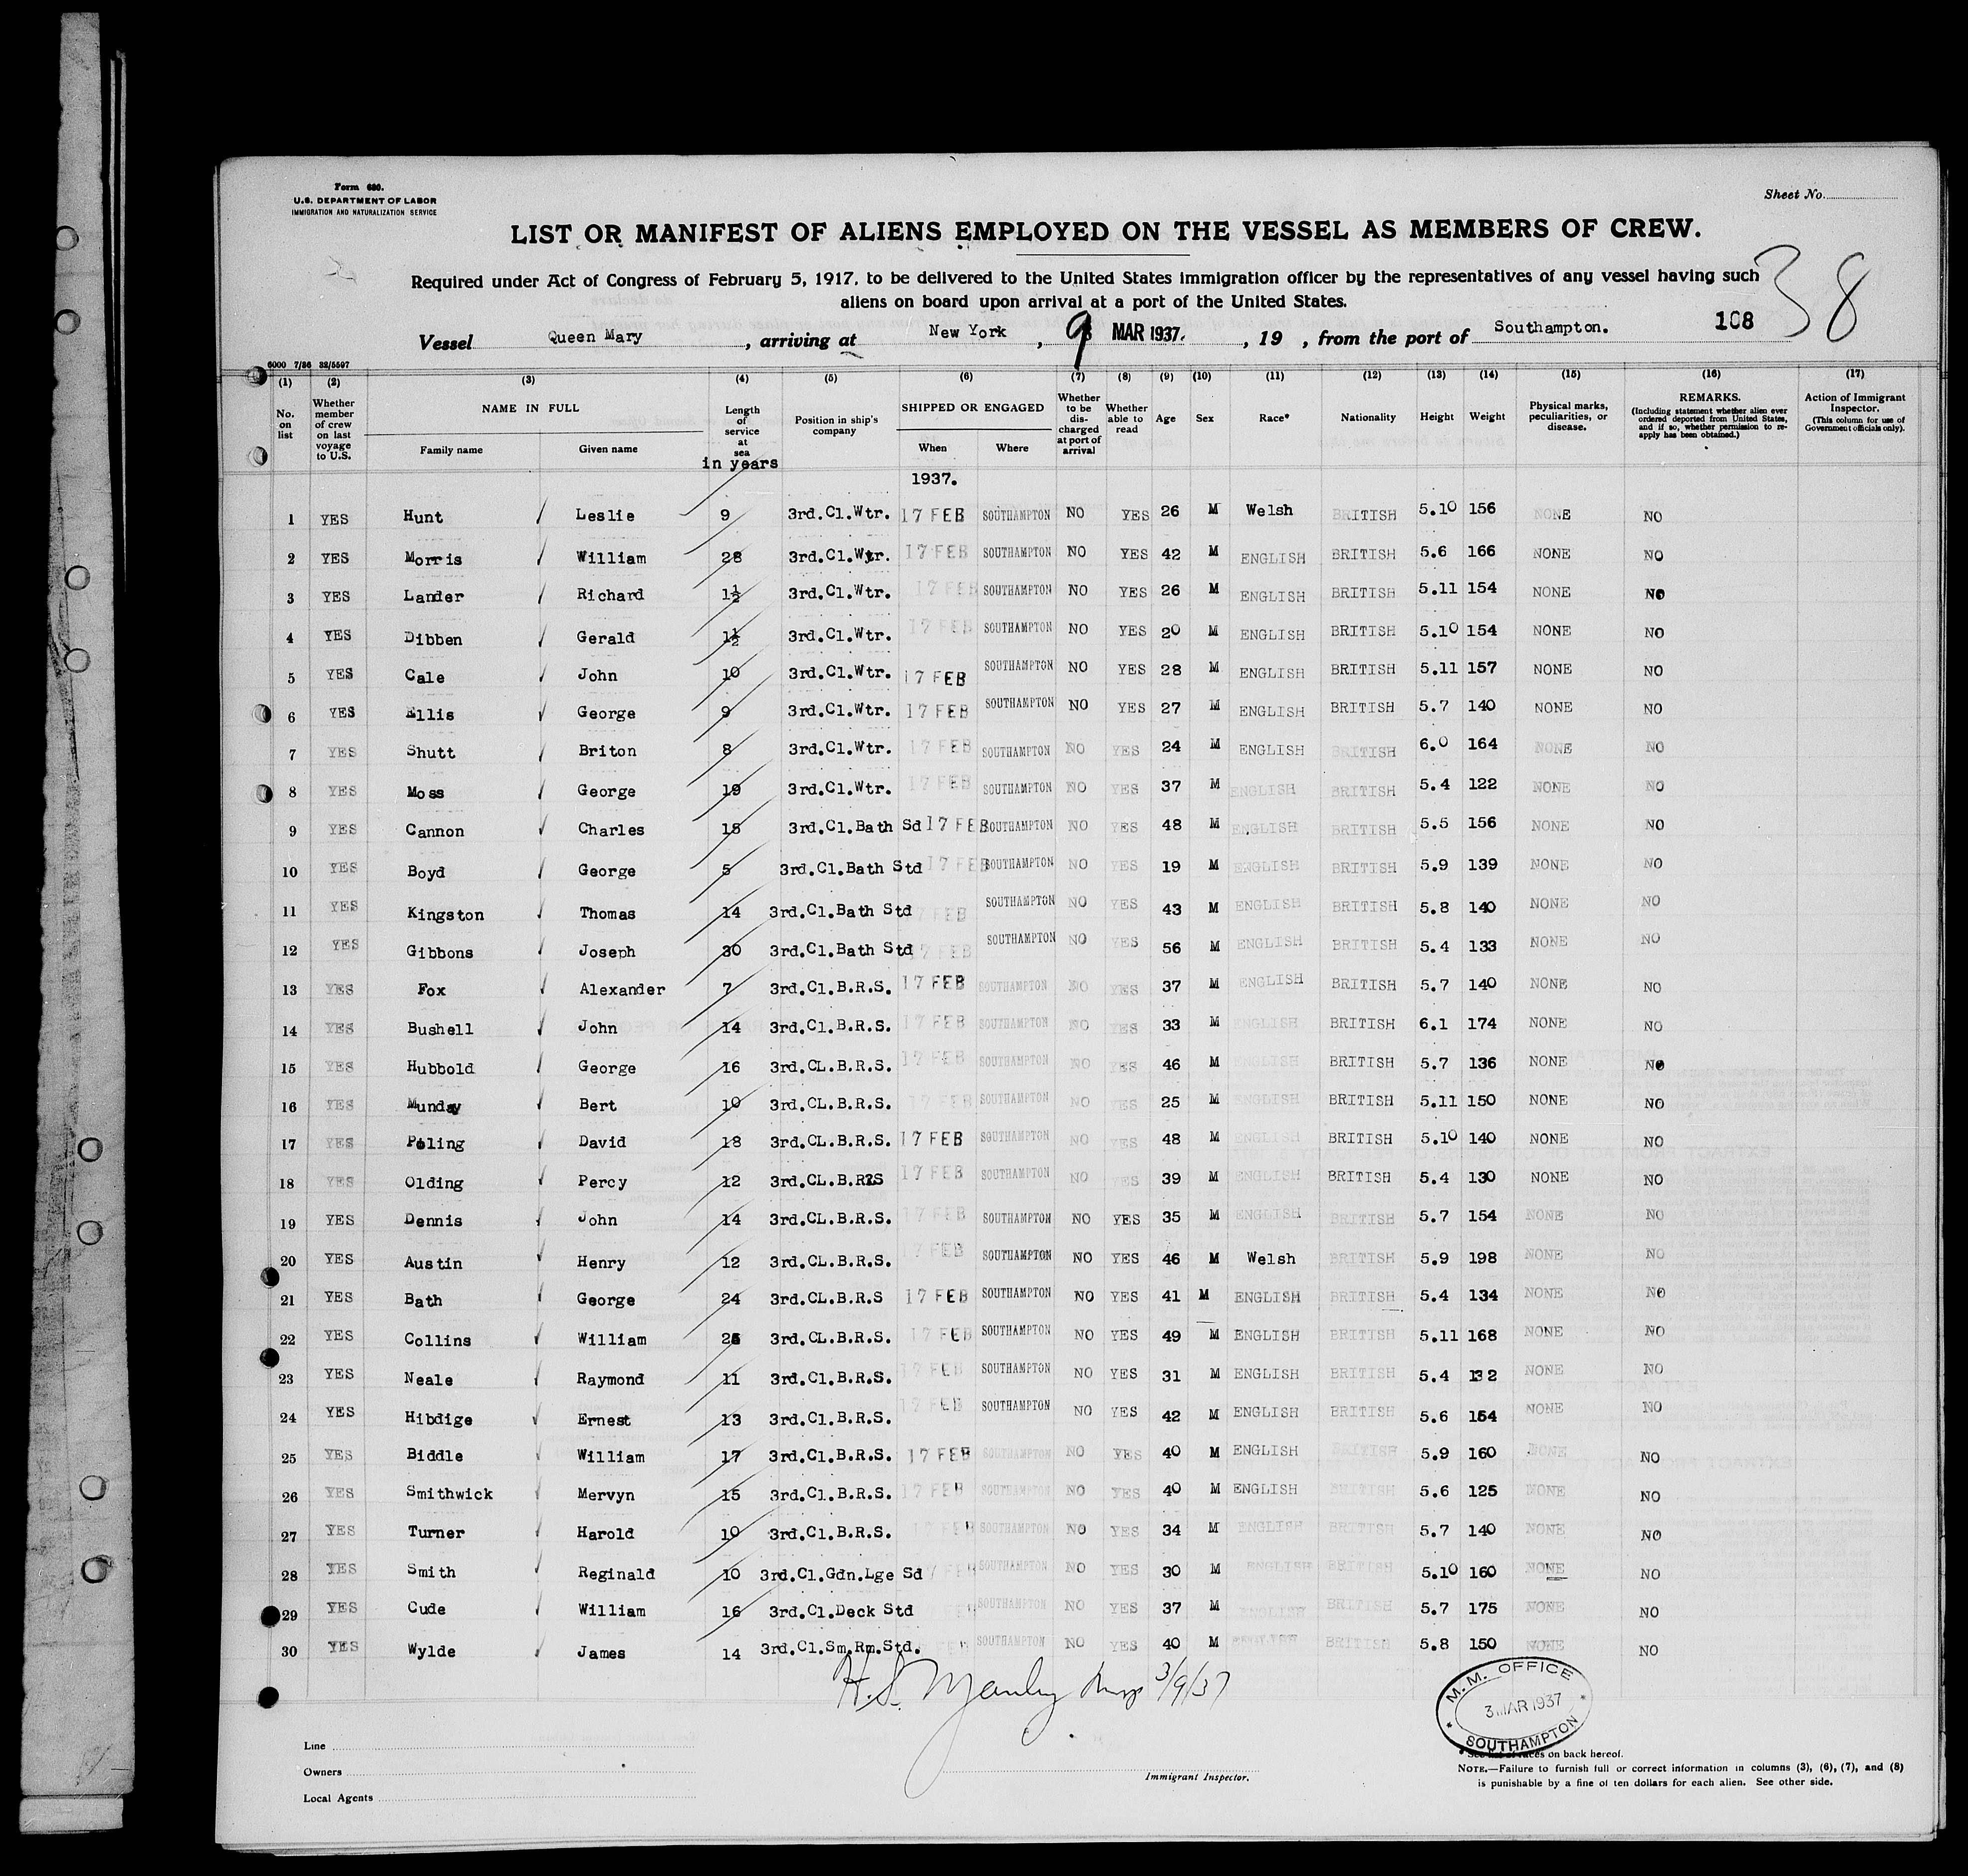 Form 680.
U.S. DEPARTMENT OF LABOR
IMMIGRATION AND NATURALIZATION SERVICE
Sheet No.
LIST OR MANIFEST OF ALIENS EMPLOYED ON THE VESSEL AS MEMBERS OF CREW.
38
Required under Act of Congress of February 5, 1917, to be delivered to the United States immigration officer by the representatives of any vessel having such
aliens on board upon arrival at a port of the United States.
Vessel Queen Mary, arriving at New York, 9 MAR 1937, 19 , from the port of Southampton. 108
6000 7/36 33/5597
(1) (2) (3) (4) (5) (6) (7) (8) (9) (10) (11) (12) (13) (14) (15) (16) (17)
No. on list
Whether member of crew on last voyage to U.S.
NAME IN FULL
Family name Given name
Length of service at sea
in years
Position in ship's company
SHIPPED OR ENGAGED
When Where
Whether to be discharged at port of arrival
Whether able to read
Age Sex Race* Nationality Height Weight
Physical marks, peculiarities, or disease.
REMARKS.
(Including statement whether alien ever ordered deported from United States, and if so, whether permission to re-apply has been obtained.)
Action of Immigrant Inspector.
(This column for use of Government officials only).
1937.
1 YES Hunt Leslie 9 3rd.Cl.Wtr. 17 FEB SOUTHAMPTON NO YES 26 M Welsh BRITISH 5.10 156 NONE NO
2 YES Morris William 28 3rd.Cl.Wtr. 17 FEB SOUTHAMPTON NO YES 42 M ENGLISH BRITISH 5.6 166 NONE NO
3 YES Lander Richard 1½ 3rd.Cl.Wtr. 17 FEB SOUTHAMPTON NO YES 26 M ENGLISH BRITISH 5.11 154 NONE NO
4 YES Dibben Gerald 1½ 3rd.Cl.Wtr. 17 FEB SOUTHAMPTON NO YES 20 M ENGLISH BRITISH 5.10 154 NONE NO
5 YES Cale John 10 3rd.Cl.Wtr. 17 FEB SOUTHAMPTON NO YES 28 M ENGLISH BRITISH 5.11 157 NONE NO
6 YES Ellis George 9 3rd.Cl.Wtr. 17 FEB SOUTHAMPTON NO YES 27 M ENGLISH BRITISH 5.7 140 NONE NO
7 YES Shutt Briton 8 3rd.Cl.Wtr. 17 FEB SOUTHAMPTON NO YES 24 M ENGLISH BRITISH 6.0 164 NONE NO
8 YES Moss George 19 3rd.Cl.Wtr. 17 FEB SOUTHAMPTON NO YES 37 M ENGLISH BRITISH 5.4 122 NONE NO
9 YES Cannon Charles 18 3rd.Cl.Bath Sd 17 FEB SOUTHAMPTON NO YES 48 M ENGLISH BRITISH 5.5 156 NONE NO
10 YES Boyd George 5 3rd.Cl.Bath Std 17 FEB SOUTHAMPTON NO YES 19 M ENGLISH BRITISH 5.9 139 NONE NO
11 YES Kingston Thomas 14 3rd.Cl.Bath Std FEB SOUTHAMPTON NO YES 43 M ENGLISH BRITISH 5.8 140 NONE NO
12 YES Gibbons Joseph 30 3rd.Cl.Bath Std 17 FEB SOUTHAMPTON NO YES 56 M ENGLISH BRITISH 5.4 133 NONE NO
13 YES Fox Alexander 7 3rd.Cl.B.R.S. 17 FEB SOUTHAMPTON NO YES 37 M ENGLISH BRITISH 5.7 140 NONE NO
14 YES Bushell John 14 3rd.Cl.B.R.S. 17 FEB SOUTHAMPTON NO YES 33 M ENGLISH BRITISH 6.1 174 NONE NO
15 YES Hubbold George 16 3rd.CL.B.R.S. 17 FEB SOUTHAMPTON NO YES 46 M ENGLISH BRITISH 5.7 136 NONE NO
16 YES Munday Bert 10 3rd.CL.B.R.S. 17 FEB SOUTHAMPTON NO YES 25 M ENGLISH BRITISH 5.11 150 NONE NO
17 YES Poling David 18 3rd.CL.B.R.S. 17 FEB SOUTHAMPTON NO YES 48 M ENGLISH BRITISH 5.10 140 NONE NO
18 YES Olding Percy 12 3rd.CL.B.R.S 17 FEB SOUTHAMPTON NO YES 39 M ENGLISH BRITISH 5.4 130 NONE NO
19 YES Dennis John 14 3rd.CL.B.R.S. 17 FEB SOUTHAMPTON NO YES 35 M ENGLISH BRITISH 5.7 154 NONE NO
20 YES Austin Henry 12 3rd.CL.B.R.S. 17 FEB SOUTHAMPTON NO YES 46 M Welsh BRITISH 5.9 198 NONE NO
21 YES Bath George 24 3rd.CL.B.R.S 17 FEB SOUTHAMPTON NO YES 41 M ENGLISH BRITISH 5.4 134 NONE NO
22 YES Collins William 3rd.CL.B.R.S. 17 FEB SOUTHAMPTON NO YES 49 M ENGLISH BRITISH 5.11 168 NONE NO
23 YES Neale Raymond 11 3rd.Cl.B.R.S. 17 FEB SOUTHAMPTON NO YES 31 M ENGLISH BRITISH 5.4 132 NONE NO
24 YES Hibdige Ernest 13 3rd.Cl.B.R.S. 17 FEB SOUTHAMPTON NO YES 42 M ENGLISH BRITISH 5.6 154 NONE NO
25 YES Biddle William 17 3rd.Cl.B.R.S. 17 FEB SOUTHAMPTON NO YES 40 M ENGLISH BRITISH 5.9 160 NONE NO
26 YES Smithwick Mervyn 15 3rd.Cl.B.R.S. 17 FEB SOUTHAMPTON NO YES 40 M ENGLISH BRITISH 5.6 125 NONE NO
27 YES Turner Harold 10 3rd.Cl.B.R.S. 17 FEB SOUTHAMPTON NO YES 34 M ENGLISH BRITISH 5.7 140 NONE NO
28 YES Smith Reginald 10 3rd.Cl.Gdn.Lge Sd 7 FEB SOUTHAMPTON NO YES 30 M ENGLISH BRITISH 5.10 160 NONE NO
29 YES Cude William 16 3rd.Cl.Deck Std FEB SOUTHAMPTON NO YES 37 M ENGLISH BRITISH 5.7 175 NONE NO
30 YES Wylde James 14 3rd.Cl.Sm.Rm.Std. FEB SOUTHAMPTON NO YES 40 M ENGLISH BRITISH 5.8 150 NONE NO
H.S. Manley Insp 3/9/37
M.M. OFFICE
3 MAR 1937
SOUTHAMPTON
Line
Owners
Local Agents
Immigrant Inspector.
* See list of races on back hereof.
NOTE.—Failure to furnish full or correct information in columns (3), (6), (7), and (8)
is punishable by a fine of ten dollars for each alien. See other side.